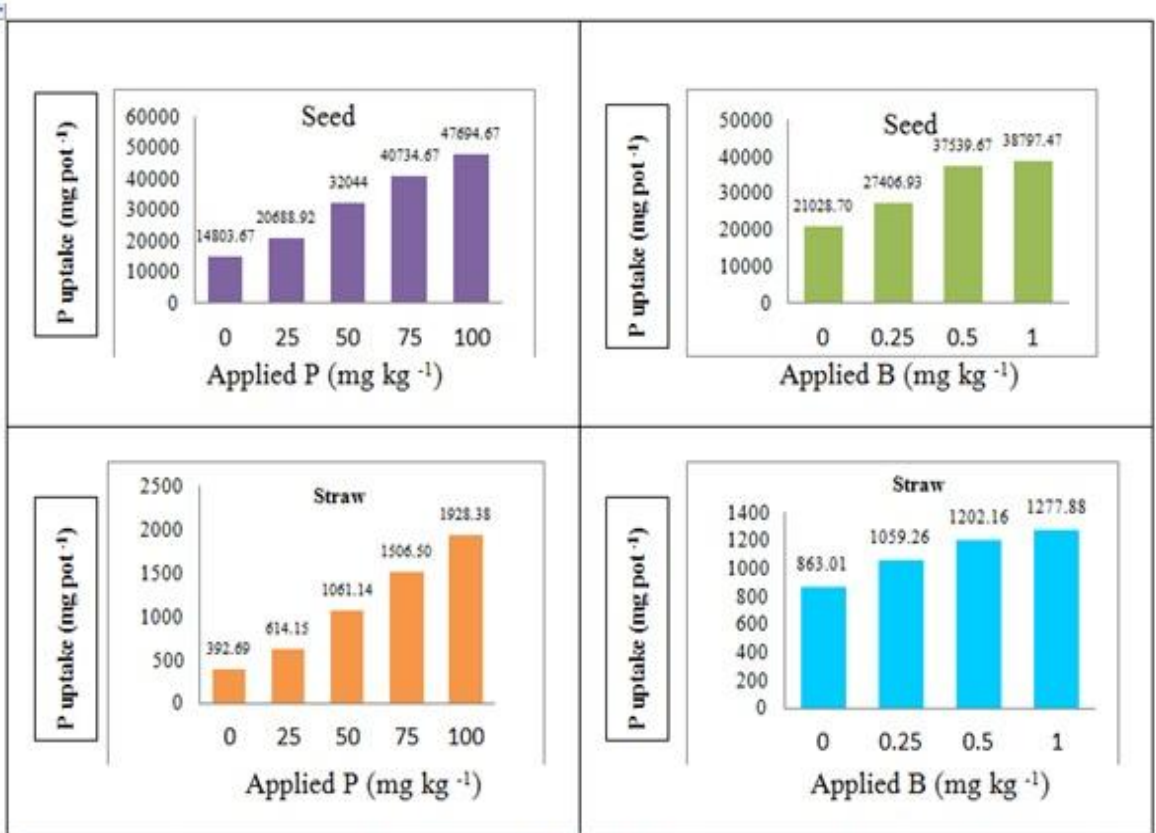 P uptake (mg pot -1)
Seed
60000
50000
40000
30000
20000
10000
0
14803.67
20688.92
32044
40734.67
47694.67
0 25 50 75 100
Applied P (mg kg -1)
P uptake (mg pot -1)
Seed
50000
40000
30000
20000
10000
0
21028.70
27406.93
37539.67
38797.47
0 0.25 0.5 1
Applied B (mg kg -1)
P uptake (mg pot -1)
Straw
2500
2000
1500
1000
500
0
392.69
614.15
1061.14
1506.50
1928.38
0 25 50 75 100
Applied P (mg kg -1)
P uptake (mg pot -1)
Straw
1400
1200
1000
800
600
400
200
0
863.01
1059.26
1202.16
1277.88
0 0.25 0.5 1
Applied B (mg kg -1)